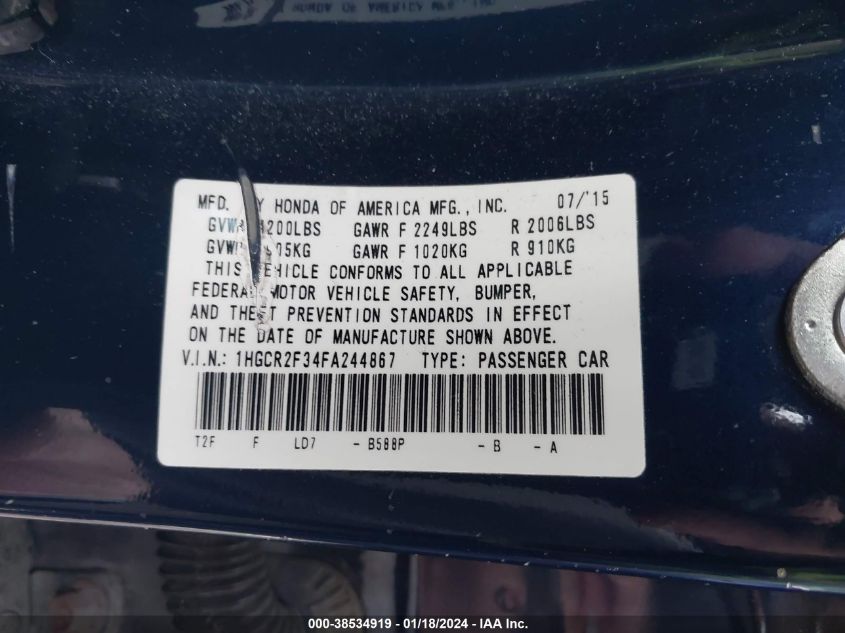 MFD. BY HONDA OF AMERICA MFG., INC. 07/'15
GAWR F 2249LBS R 2006LBS
GAWR F 1020KG R 910KG
THIS VEHICLE CONFORMS TO ALL APPLICABLE
FEDERAL MOTOR VEHICLE SAFETY, BUMPER,
AND THEFT PREVENTION STANDARDS IN EFFECT
ON THE DATE OF MANUFACTURE SHOWN ABOVE.
V.I.N.: 1HGCR2F34FA244867 TYPE: PASSENGER CAR
T2F F LD7 - B588P - B - A
000-38534919 - 01/18/2024 - IAA Inc.